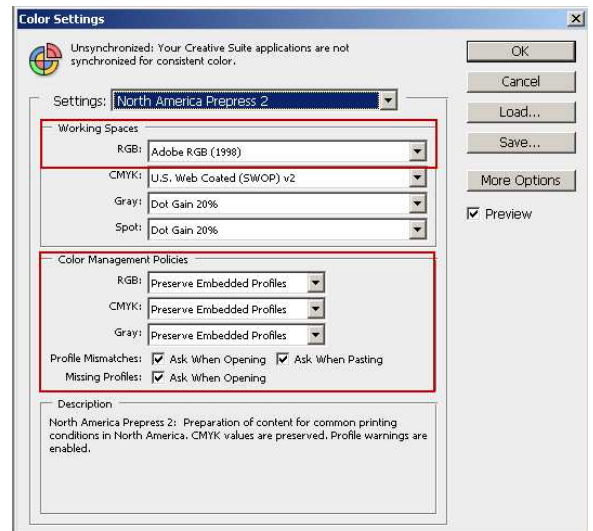 Color Settings
Unsynchronized: Your Creative Suite applications are not
synchronized for consistent color.
Settings: North America Prepress 2
Working Spaces
RGB: Adobe RGB (1998)
CMYK: U.S. Web Coated (SWOP) v2
Gray: Dot Gain 20%
Spot: Dot Gain 20%
Color Management Policies
RGB: Preserve Embedded Profiles
CMYK: Preserve Embedded Profiles
Gray: Preserve Embedded Profiles
Profile Mismatches: Ask When Opening Ask When Pasting
Missing Profiles: Ask When Opening
Description
North America Prepress 2: Preparation of content for common printing
conditions in North America. CMYK values are preserved. Profile warnings are
enabled.
OK
Cancel
Load...
Save...
More Options
Preview